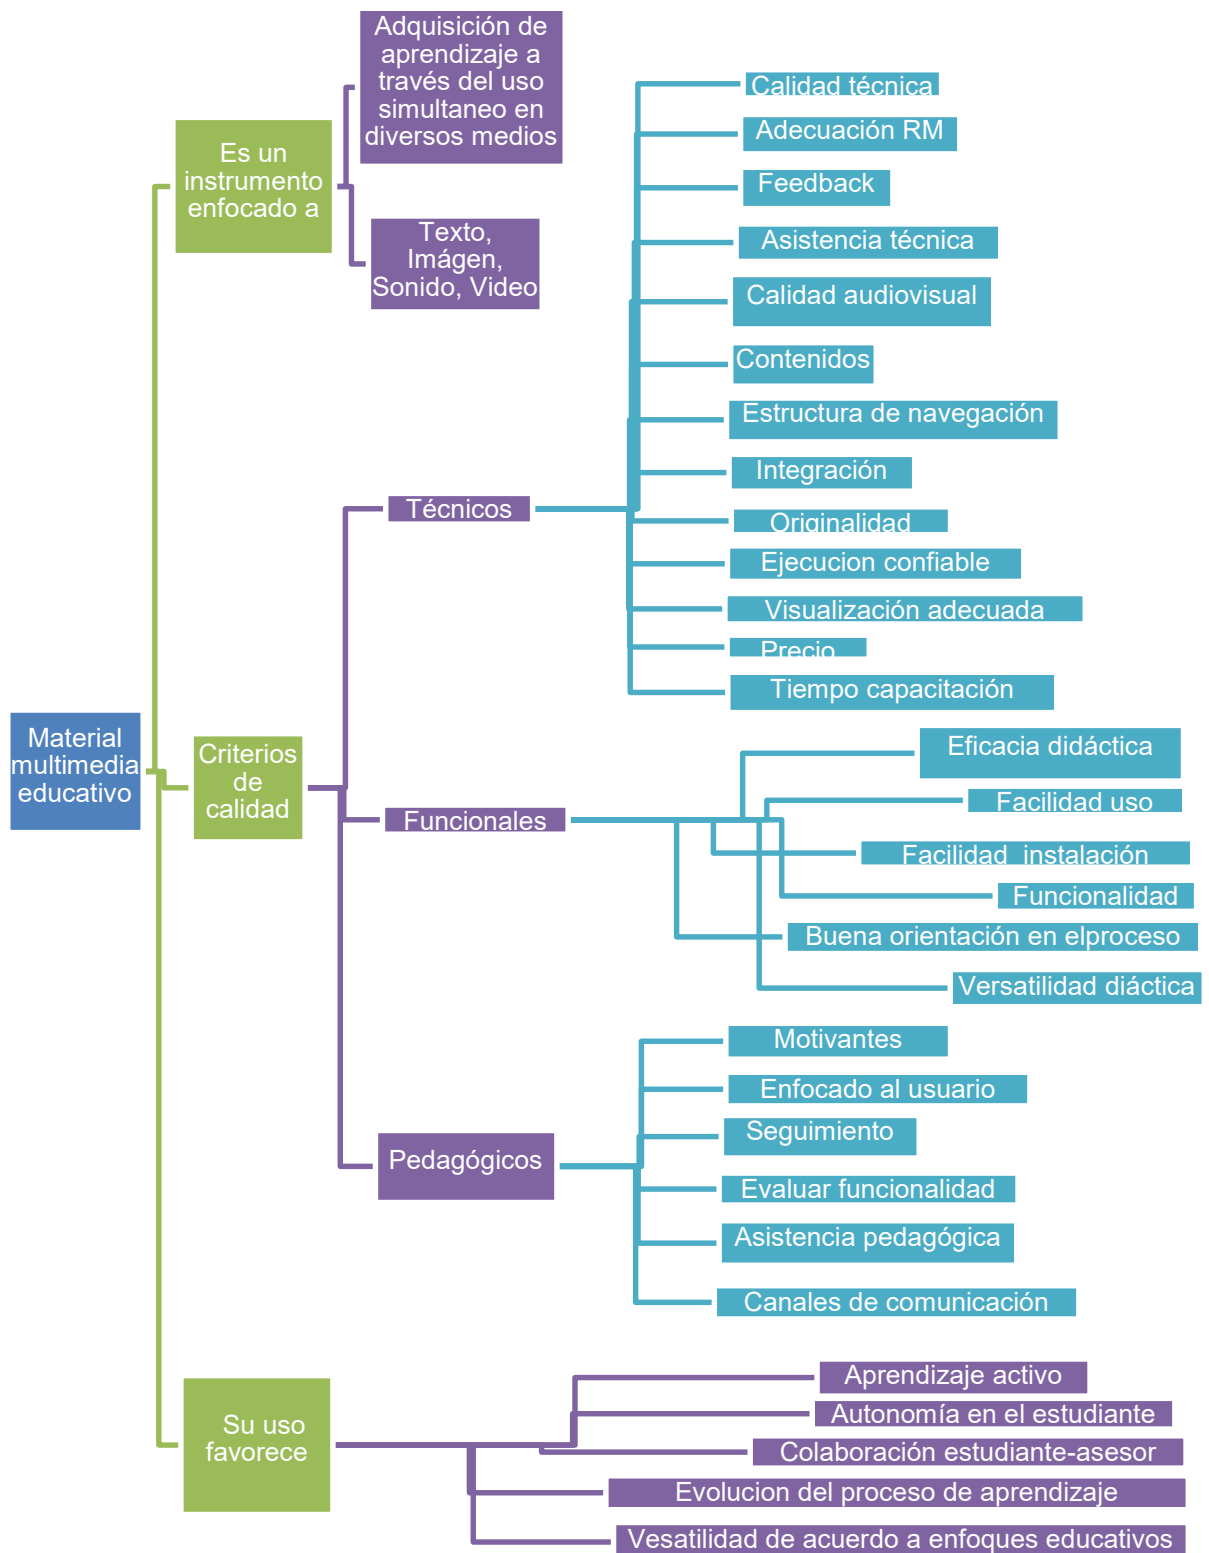 Material
multimedia
educativo
Es un
instrumento
enfocado a
Adquisición de
aprendizaje a
través del uso
simultaneo en
diversos medios
Texto,
Imágen,
Sonido, Video
Criterios
de
calidad
Técnicos
Calidad técnica
Adecuación RM
Feedback
Asistencia técnica
Calidad audiovisual
Contenidos
Estructura de navegación
Integración
Originalidad
Ejecucion confiable
Visualización adecuada
Precio
Tiempo capacitación
Funcionales
Eficacia didáctica
Facilidad uso
Facilidad  instalación
Funcionalidad
Buena orientación en elproceso
Versatilidad diáctica
Pedagógicos
Motivantes
Enfocado al usuario
Seguimiento
Evaluar funcionalidad
Asistencia pedagógica
Canales de comunicación
Su uso
favorece
Aprendizaje activo
Autonomía en el estudiante
Colaboración estudiante-asesor
Evolucion del proceso de aprendizaje
Vesatilidad de acuerdo a enfoques educativos